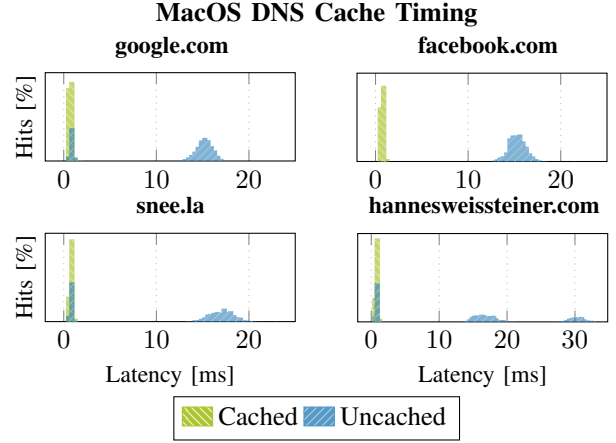 MacOS DNS Cache Timing
google.com
facebook.com
Hits [%]
0 10 20
0 10 20
snee.la
hannesweissteiner.com
Hits [%]
0 10 20
0 10 20 30
Latency [ms]
Latency [ms]
Cached Uncached